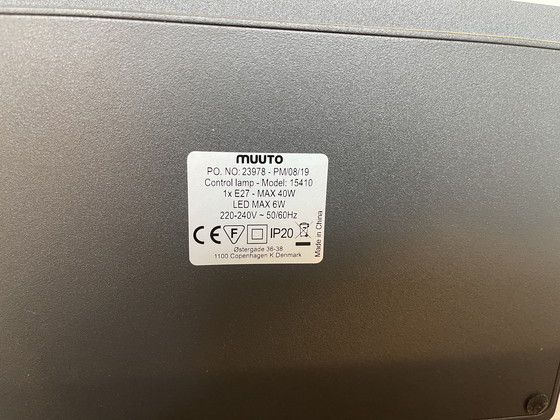 muuto
PO. NO: 23978 - PM/08/19
Control lamp - Model: 15410
1x E27 - MAX 40W
LED MAX 6W
220-240V ~ 50/60Hz
CE F IP20
Østergade 36-38
1100 Copenhagen K Denmark
Made in China